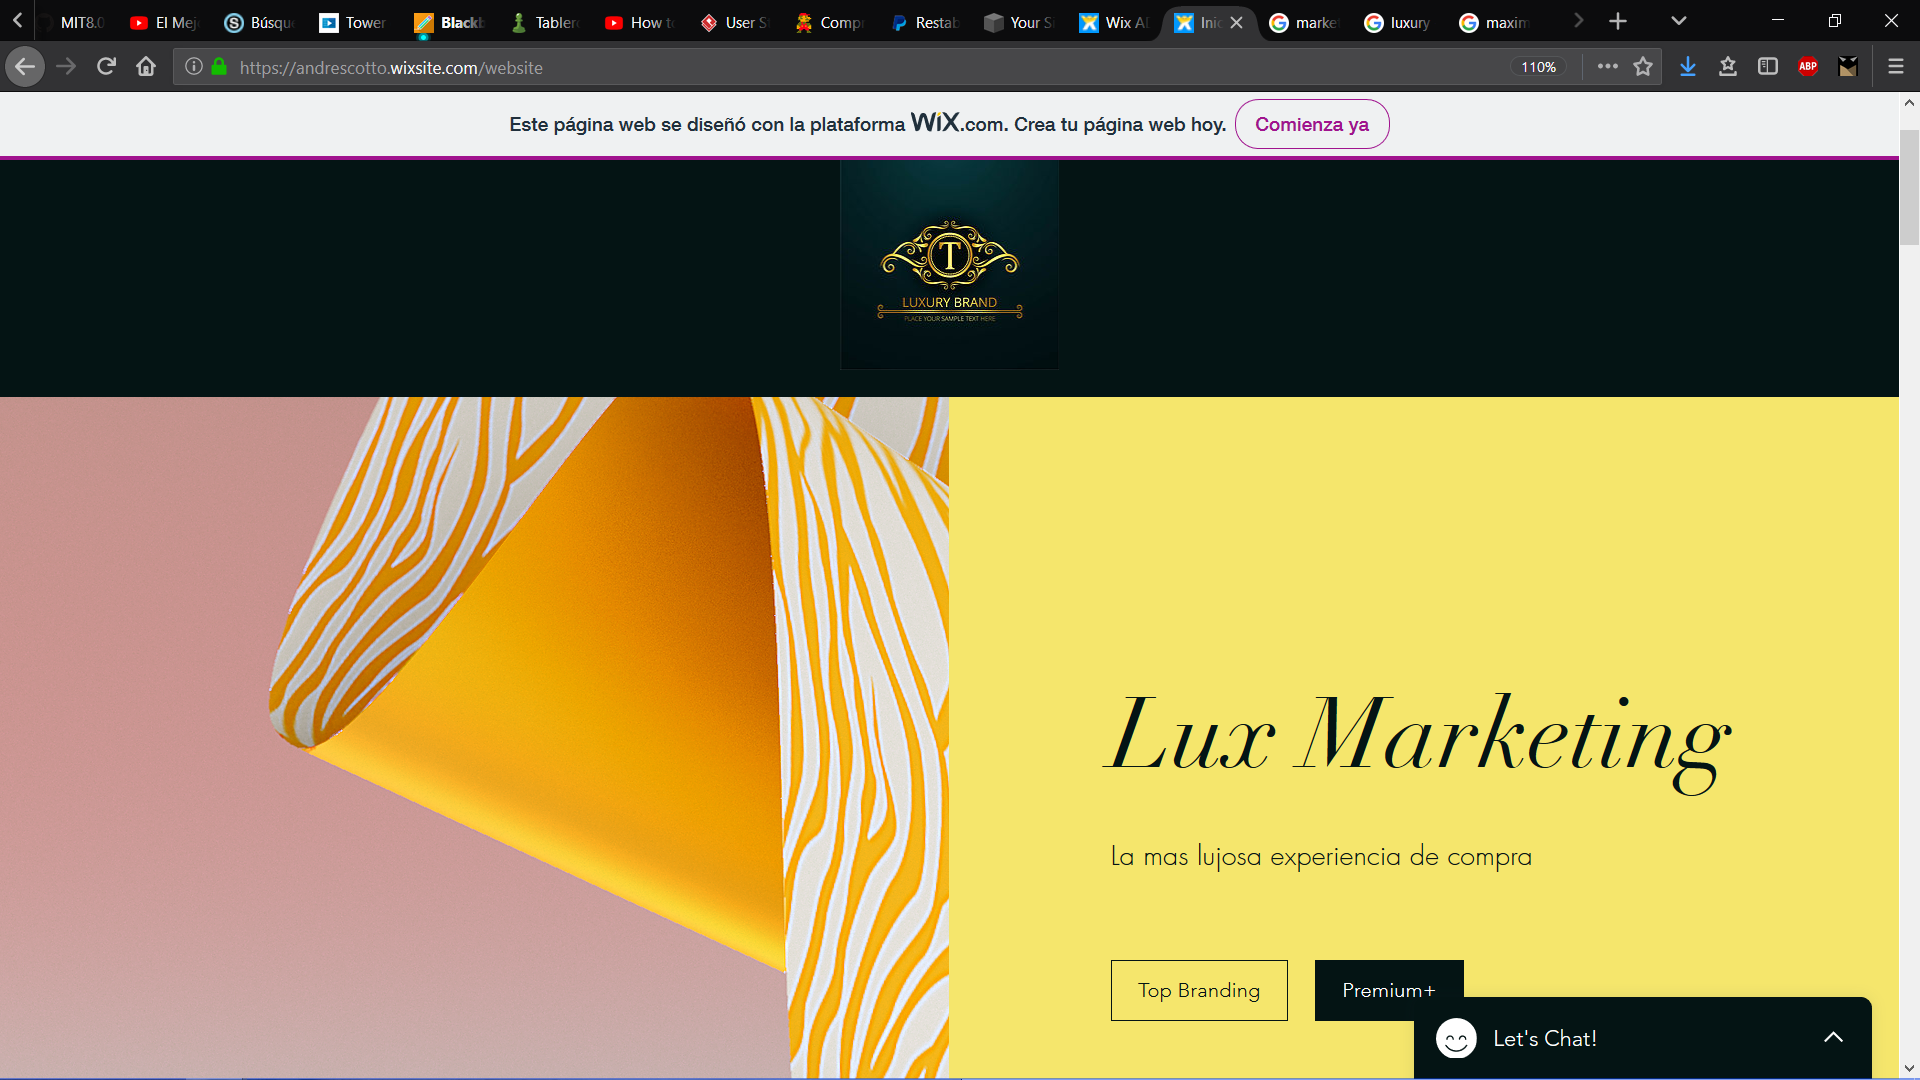 MIT8.0
El Mej
Búsqu
Tower
Blackb
Tabler
How t
User S
Comp
Restab
Your S
Wix A
Inic
marke
luxury
maxim
https://andrescotto.wixsite.com/website
110%
ABP
Este página web se diseñó con la plataforma WiX.com. Crea tu página web hoy.
Comienza ya
T
LUXURY BRAND
PLACE YOUR SAMPLE TEXT HERE
Lux Marketing
La mas lujosa experiencia de compra
Top Branding
Premium+
Let's Chat!